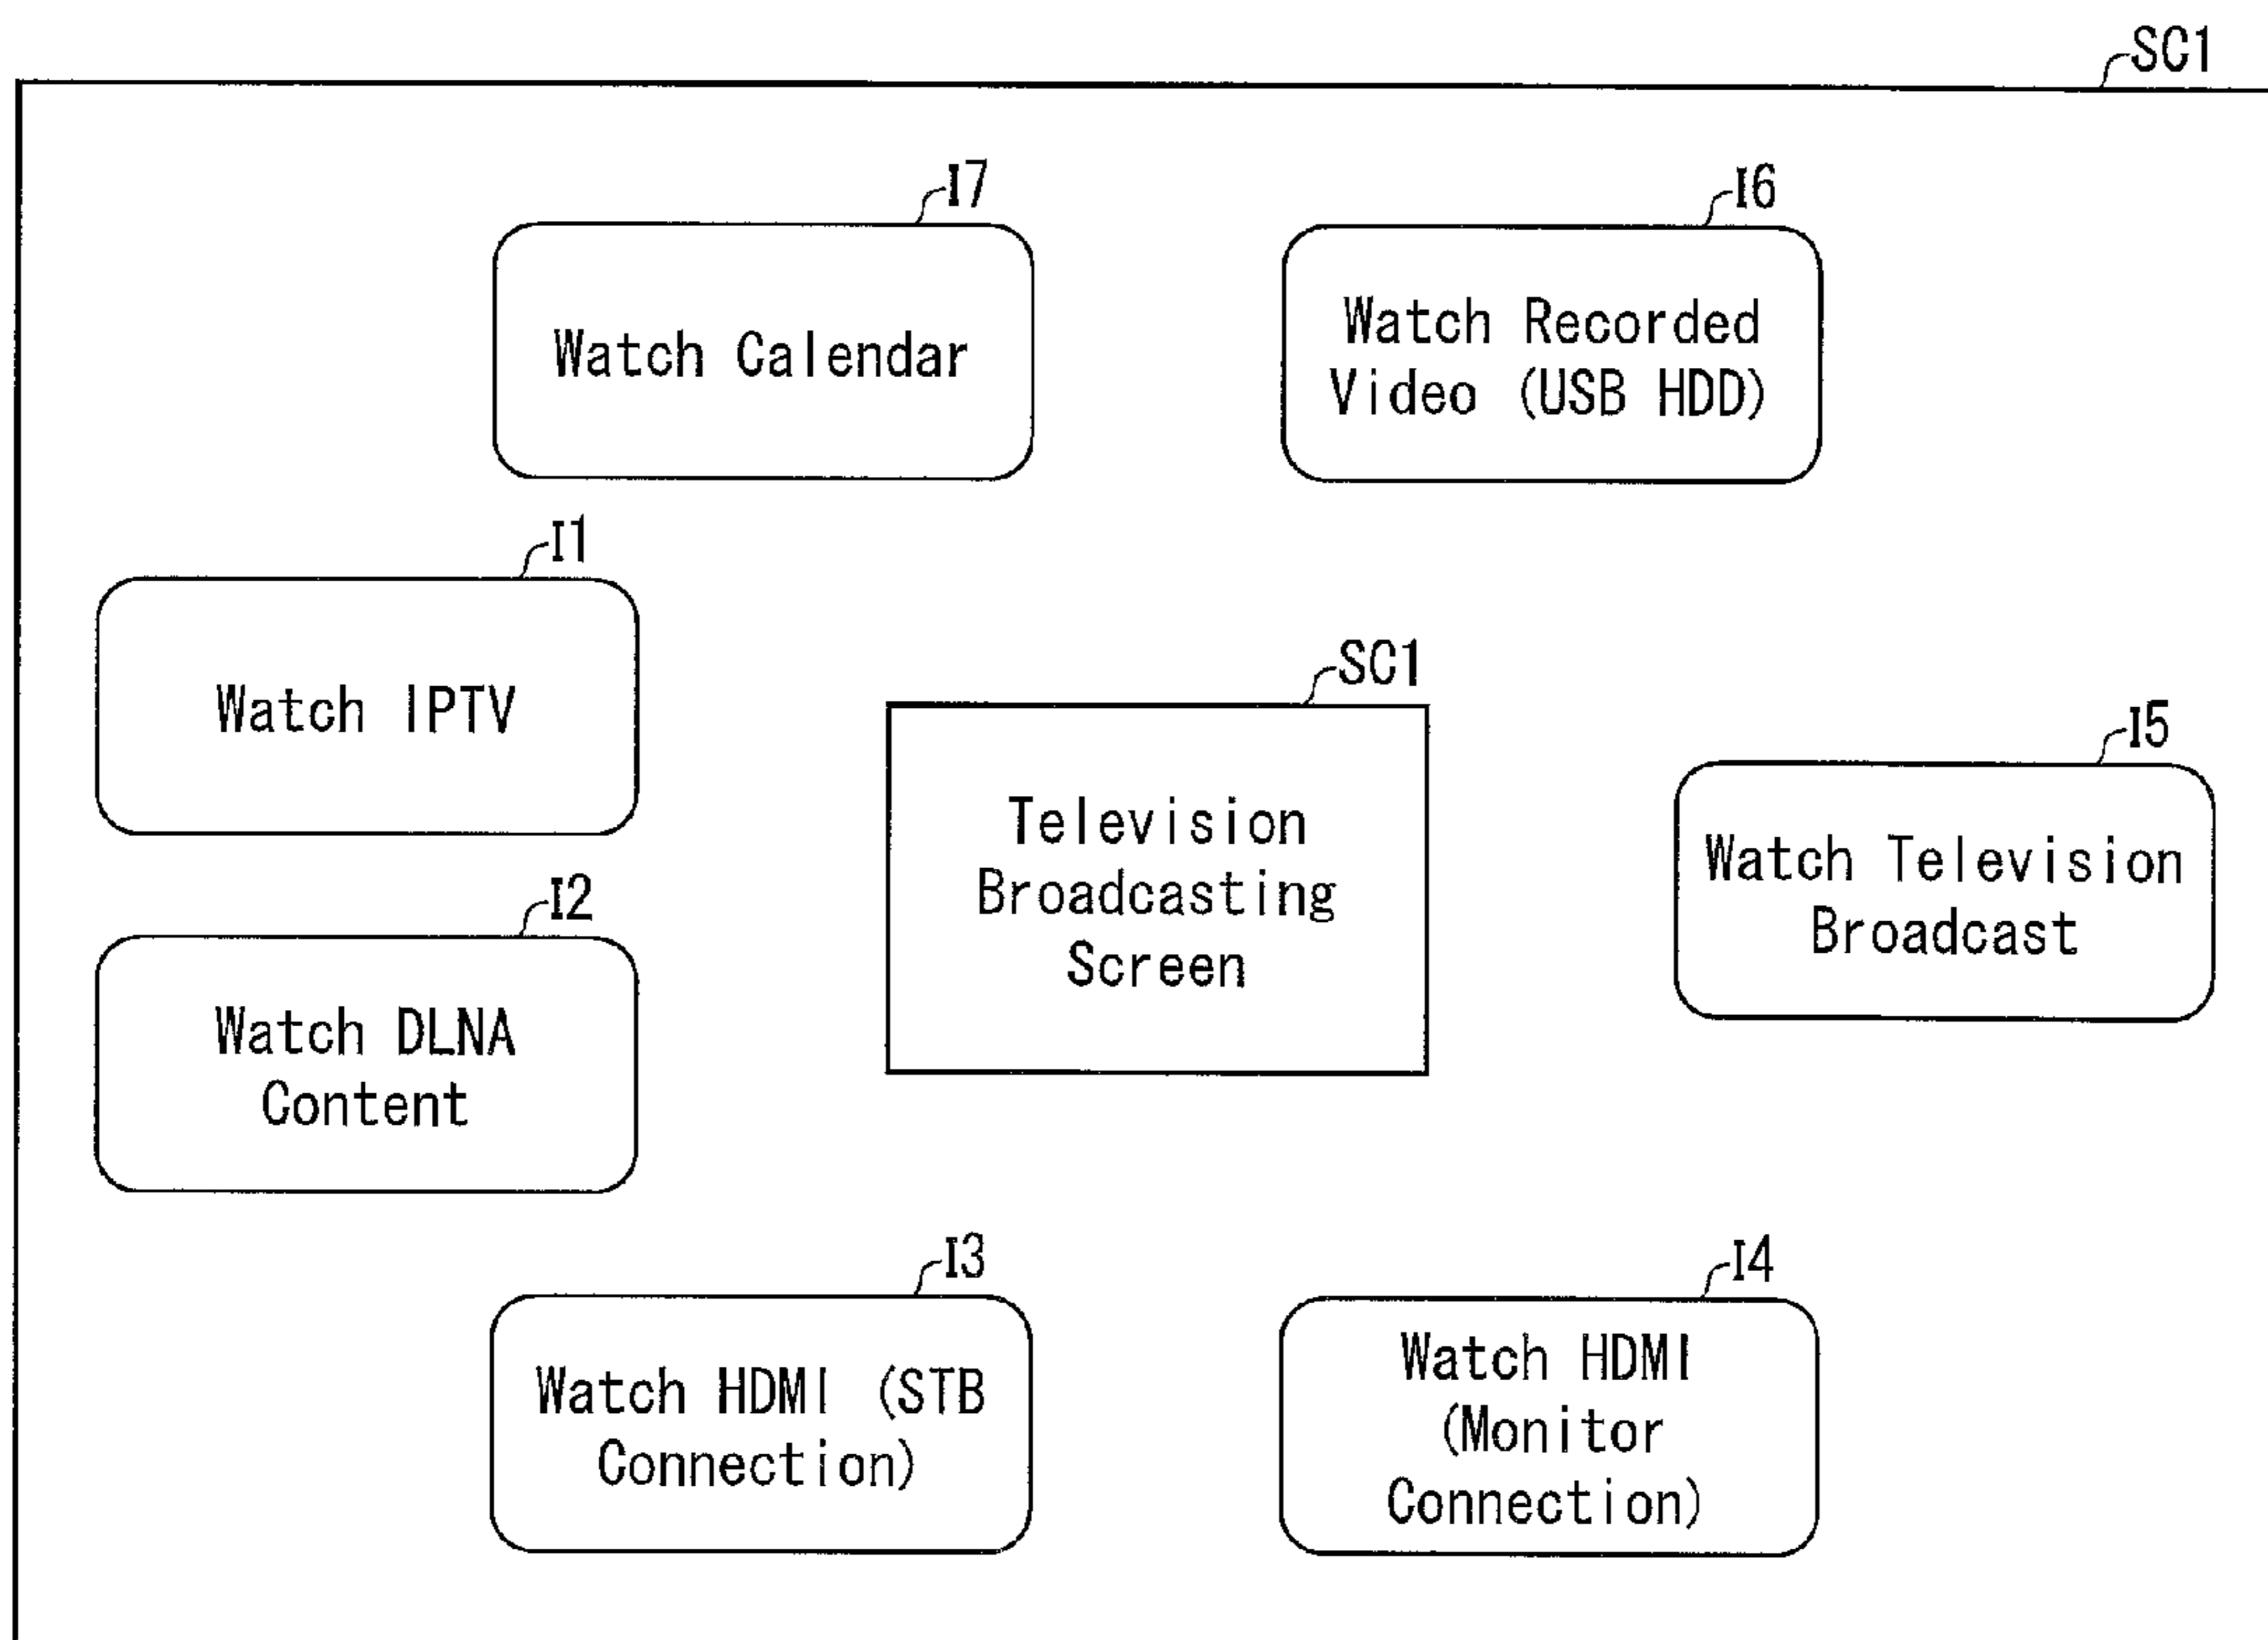 SC1
I7
Watch Calendar
I6
Watch Recorded
Video (USB HDD)
I1
Watch IPTV
SC1
Television
Broadcasting
Screen
I5
Watch Television
Broadcast
I2
Watch DLNA
Content
I3
Watch HDMI (STB
Connection)
I4
Watch HDMI
(Monitor
Connection)